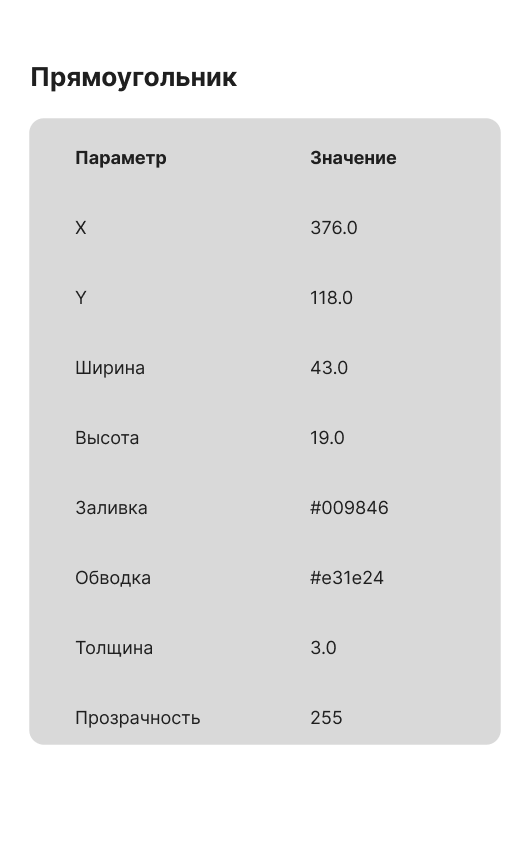 Прямоугольник
Параметр Значение
X 376.0
Y 118.0
Ширина 43.0
Высота 19.0
Заливка #009846
Обводка #e31e24
Толщина 3.0
Прозрачность 255